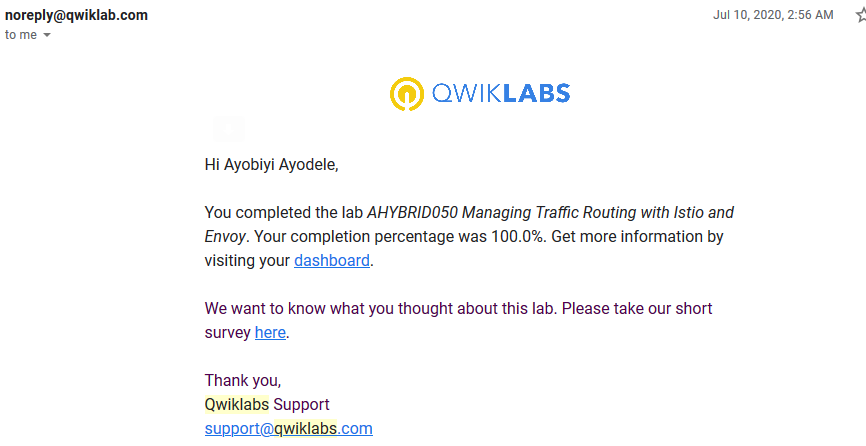 noreply@qwiklab.com
Jul 10, 2020, 2:56 AM
to me
QWIKLABS
Hi Ayobiyi Ayodele,
You completed the lab AHYBRID050 Managing Traffic Routing with Istio and
Envoy. Your completion percentage was 100.0%. Get more information by
visiting your dashboard.
We want to know what you thought about this lab. Please take our short
survey here.
Thank you,
Qwiklabs Support
support@qwiklabs.com